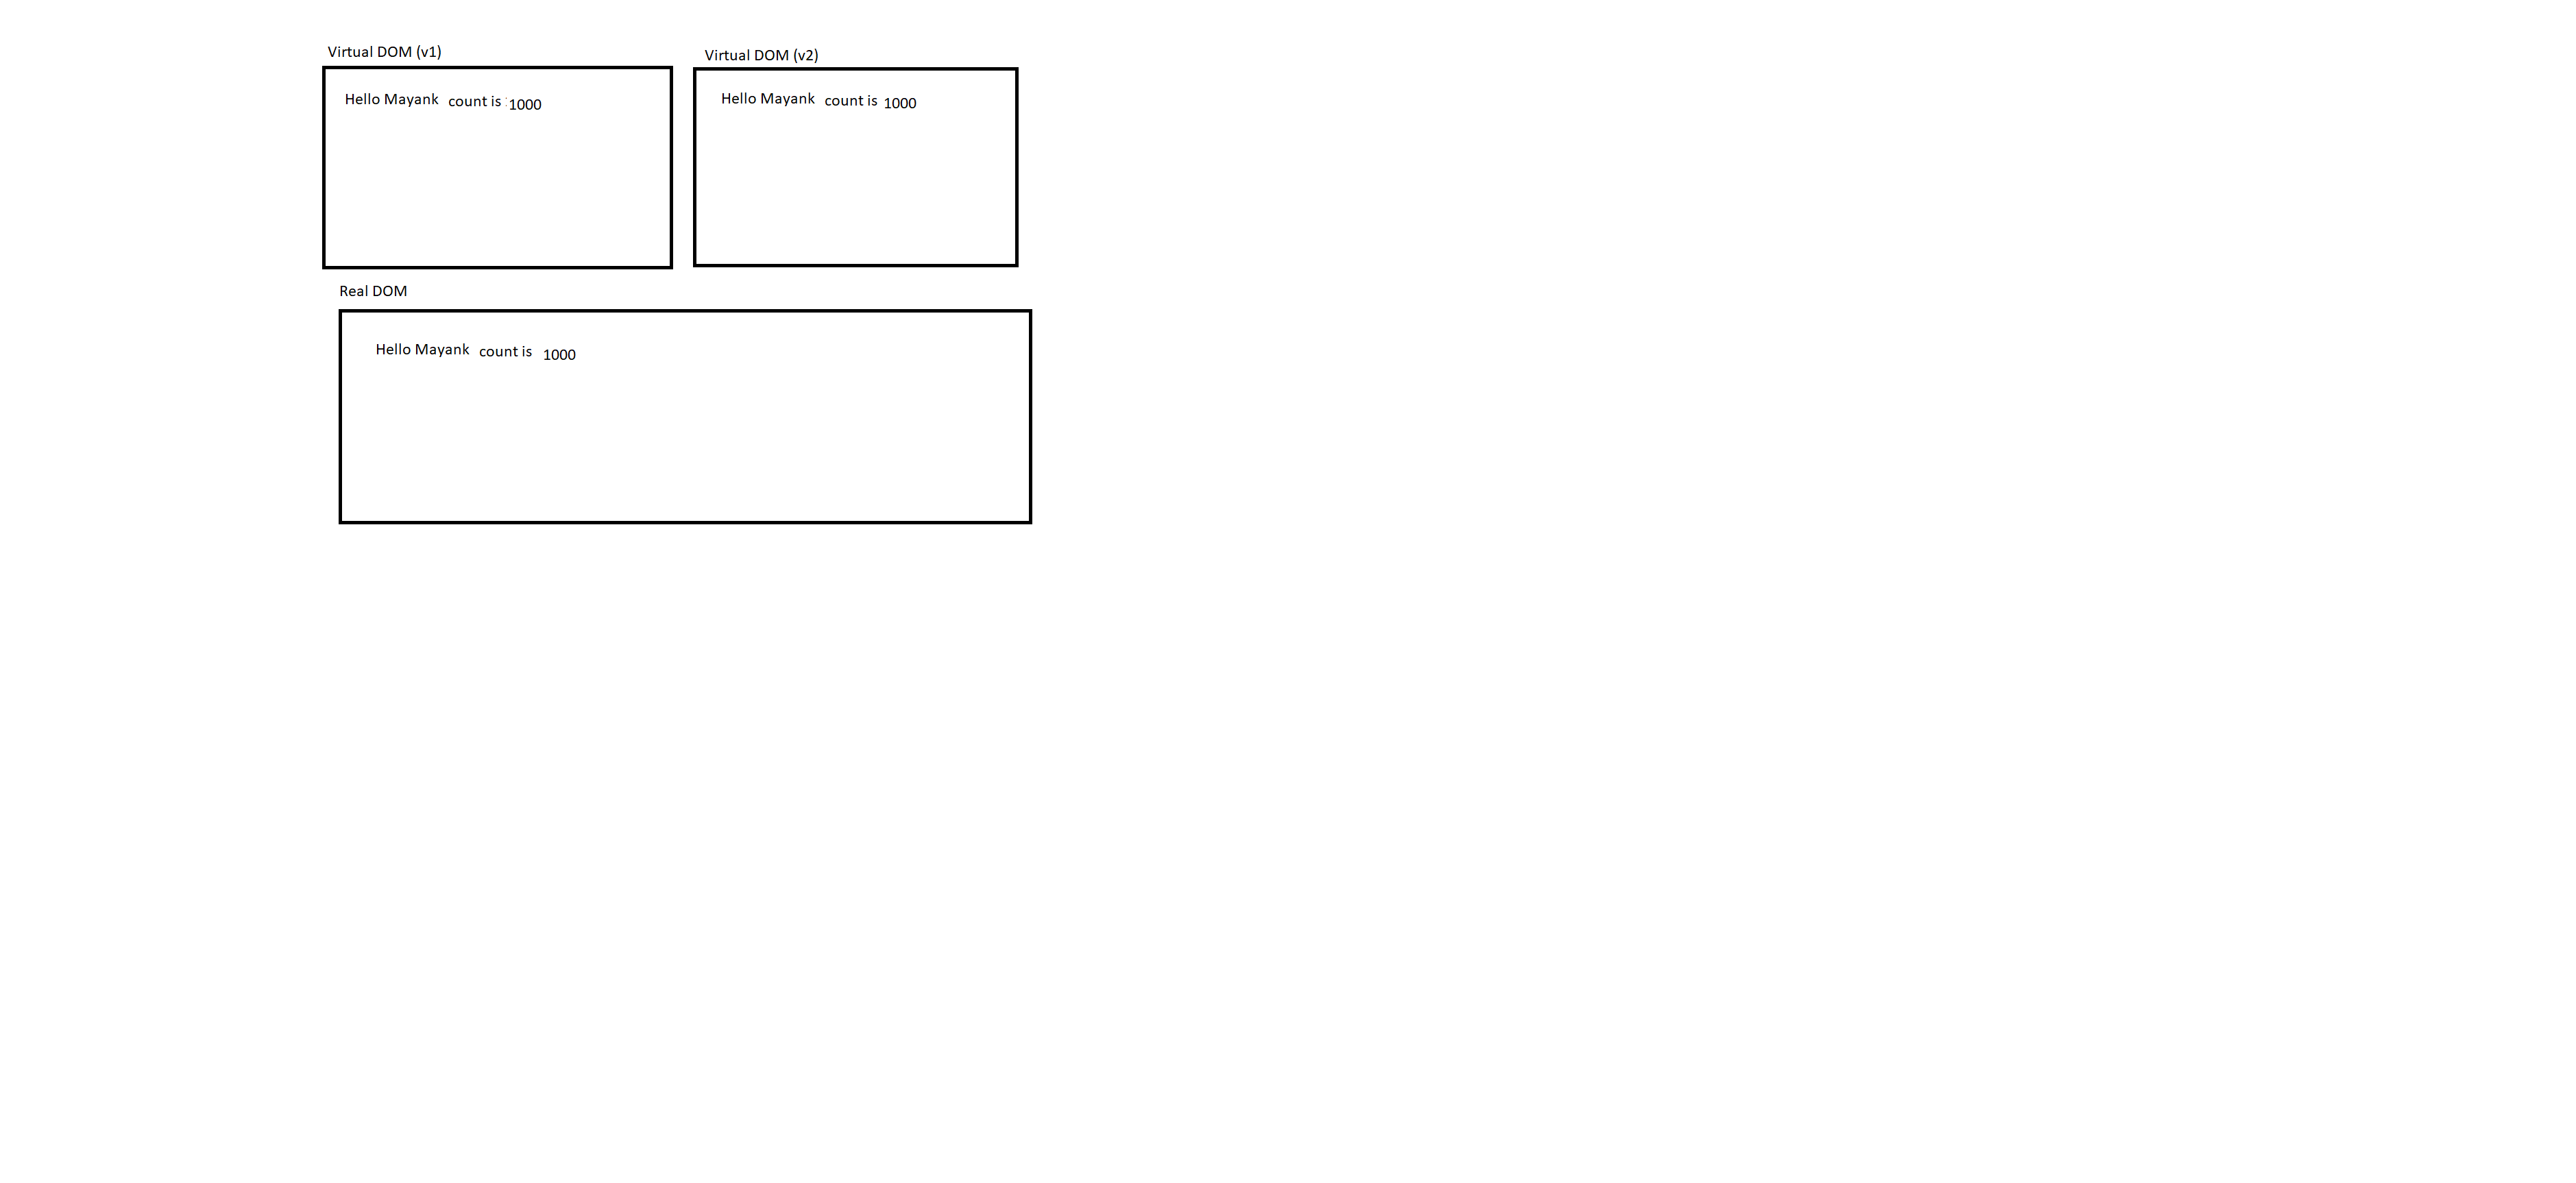 Virtual DOM (v1)
Hello Mayank count is 1000
Virtual DOM (v2)
Hello Mayank count is 1000
Real DOM
Hello Mayank count is 1000